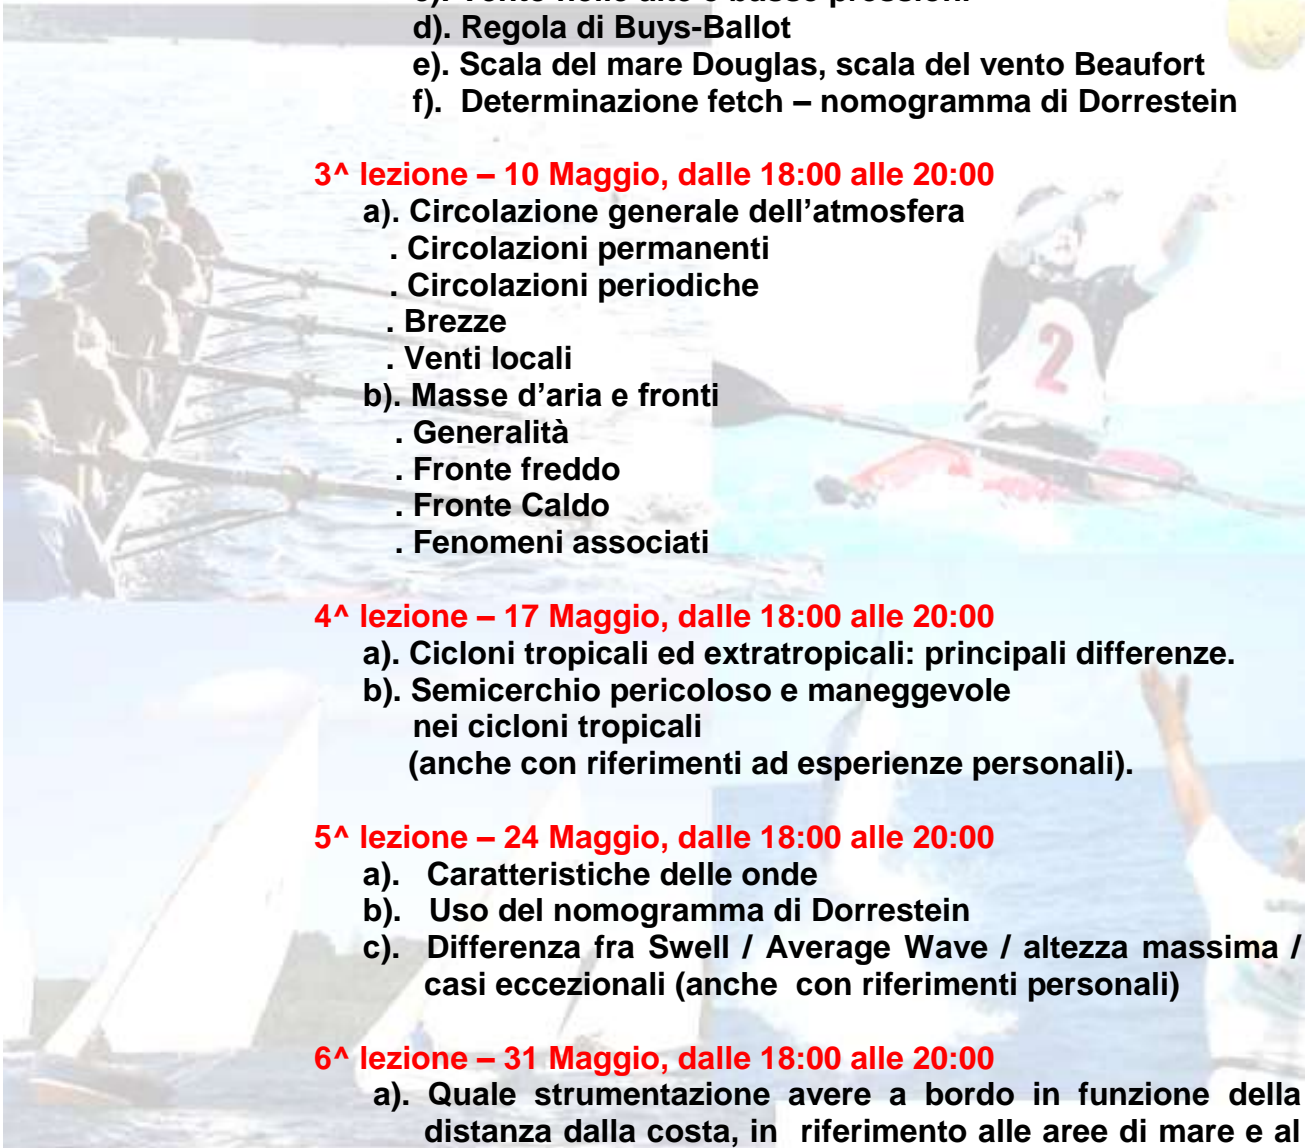 d). Regola di Buys-Ballot
e). Scala del mare Douglas, scala del vento Beaufort
f). Determinazione fetch – nomogramma di Dorrestein
3^ lezione – 10 Maggio, dalle 18:00 alle 20:00
a). Circolazione generale dell’atmosfera
. Circolazioni permanenti
. Circolazioni periodiche
. Brezze
. Venti locali
b). Masse d’aria e fronti
. Generalità
. Fronte freddo
. Fronte Caldo
. Fenomeni associati
2
4^ lezione – 17 Maggio, dalle 18:00 alle 20:00
a). Cicloni tropicali ed extratropicali: principali differenze.
b). Semicerchio pericoloso e maneggevole
nei cicloni tropicali
(anche con riferimenti ad esperienze personali).
5^ lezione – 24 Maggio, dalle 18:00 alle 20:00
a). Caratteristiche delle onde
b). Uso del nomogramma di Dorrestein
c). Differenza fra Swell / Average Wave / altezza massima /
casi eccezionali (anche con riferimenti personali)
6^ lezione – 31 Maggio, dalle 18:00 alle 20:00
a). Quale strumentazione avere a bordo in funzione della
distanza dalla costa, in riferimento alle aree di mare e al